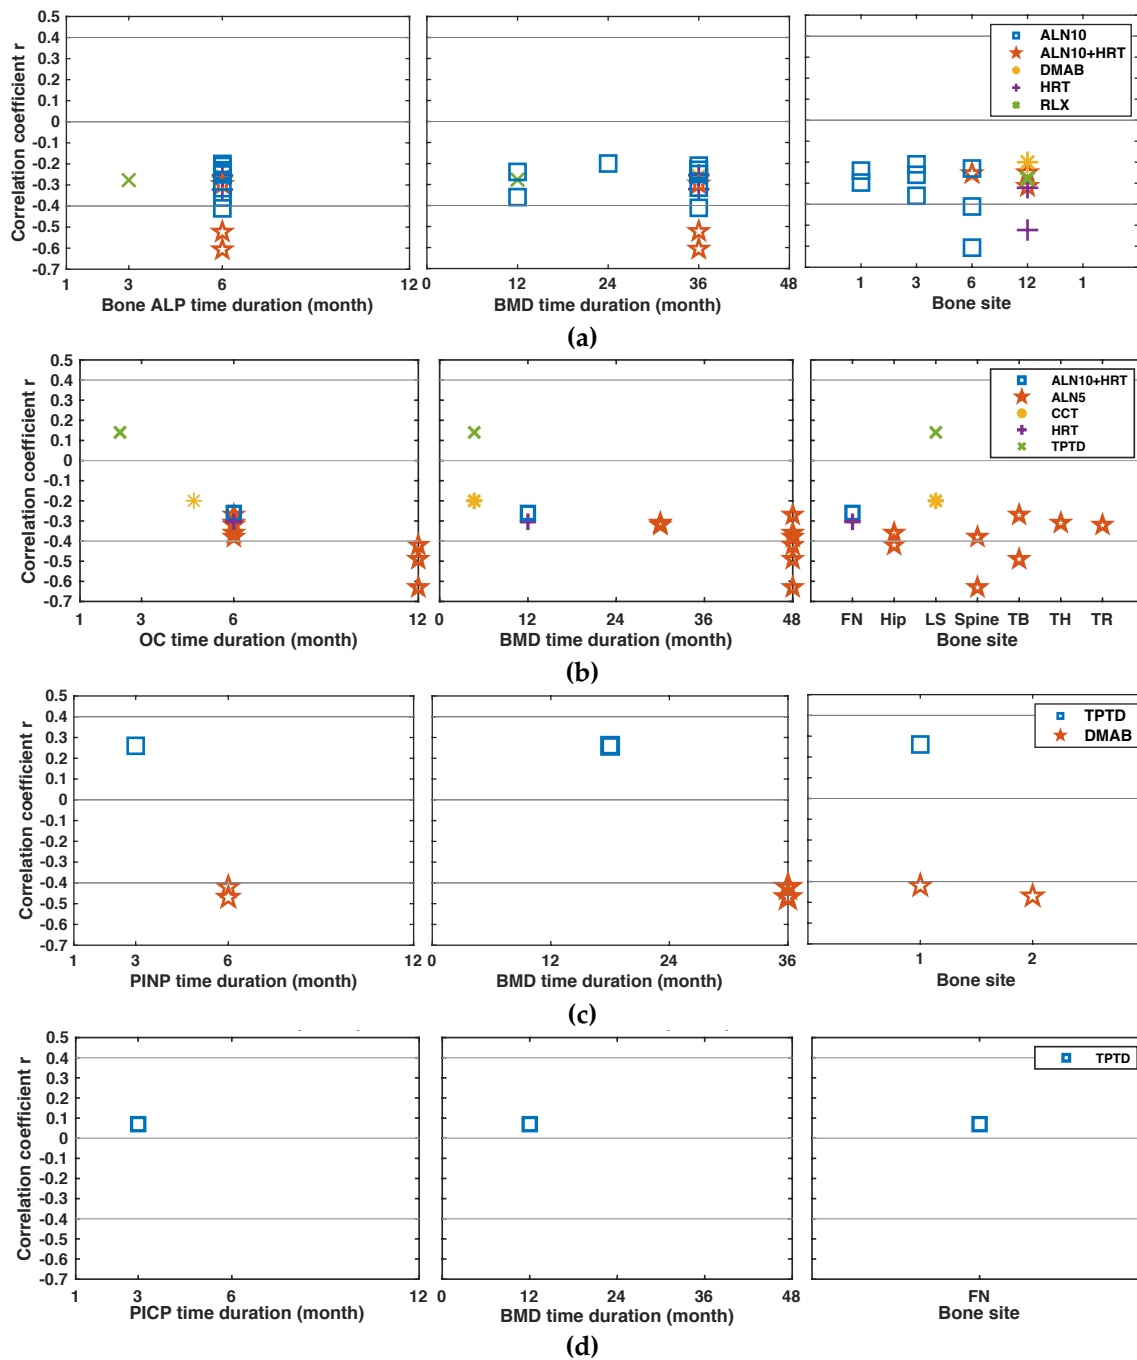 Correlation coefficient r
0.5
0.4
0.3
0.2
0.1
0
-0.1
-0.2
-0.3
-0.4
-0.5
-0.6
-0.7
1 3 6 12
Bone ALP time duration (month)
0 12 24 36 48
BMD time duration (month)
ALN10
ALN10+HRT
DMAB
HRT
RLX
1 3 6 12 1
Bone site
(a)
Correlation coefficient r
0.5
0.4
0.3
0.2
0.1
0
-0.1
-0.2
-0.3
-0.4
-0.5
-0.6
-0.7
1 3 6 12
OC time duration (month)
0 12 24 36 48
BMD time duration (month)
ALN10+HRT
ALN5
CCT
HRT
TPTD
FN Hip LS Spine TB TH TR
Bone site
(b)
Correlation coefficient r
0.5
0.4
0.3
0.2
0.1
0
-0.1
-0.2
-0.3
-0.4
-0.5
-0.6
-0.7
1 3 6 12
PINP time duration (month)
0 12 24 36
BMD time duration (month)
TPTD
DMAB
1 2
Bone site
(c)
Correlation coefficient r
0.5
0.4
0.3
0.2
0.1
0
-0.1
-0.2
-0.3
-0.4
-0.5
-0.6
-0.7
1 3 6 12
PICP time duration (month)
0 12 24 36 48
BMD time duration (month)
TPTD
FN
Bone site
(d)